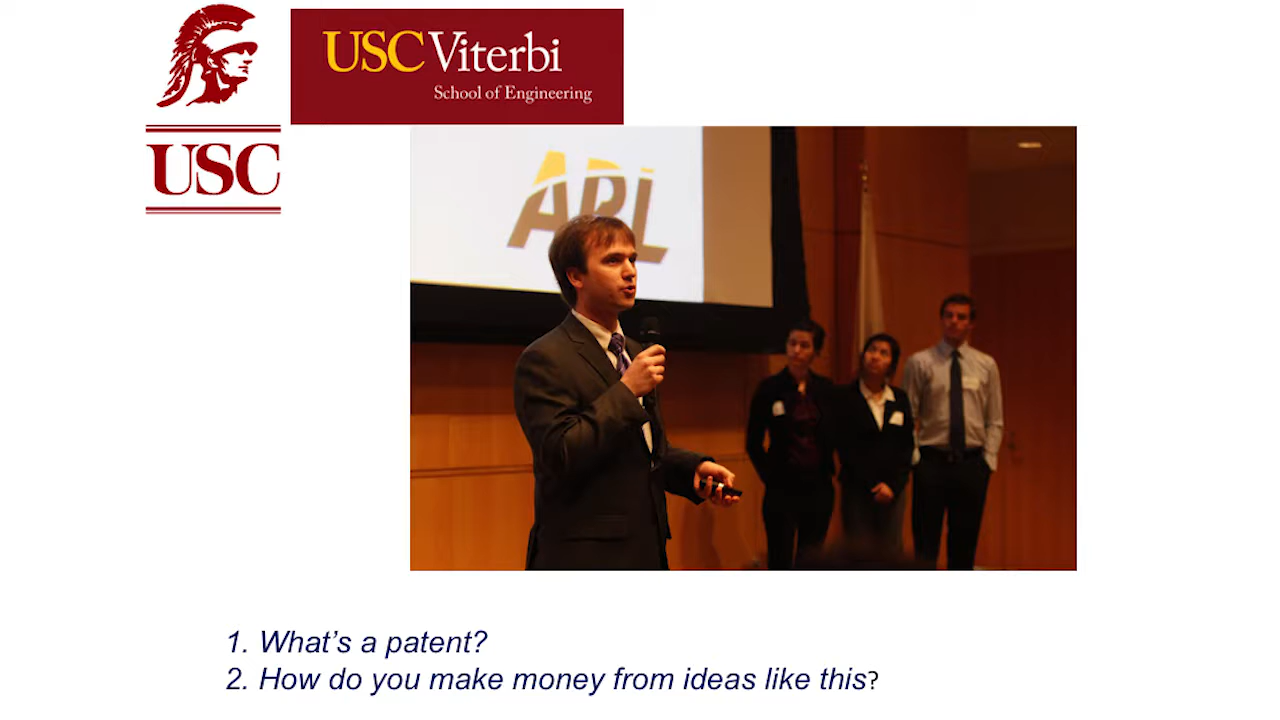 USC Viterbi
School of Engineering
USC
ARL
1. What's a patent?
2. How do you make money from ideas like this?